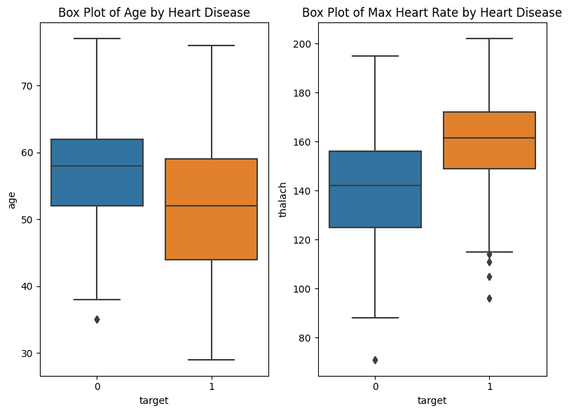 Box Plot of Age by Heart Disease
70
60
50
40
30
age
0
1
target
Box Plot of Max Heart Rate by Heart Disease
200
180
160
140
120
100
80
thalach
0
1
target